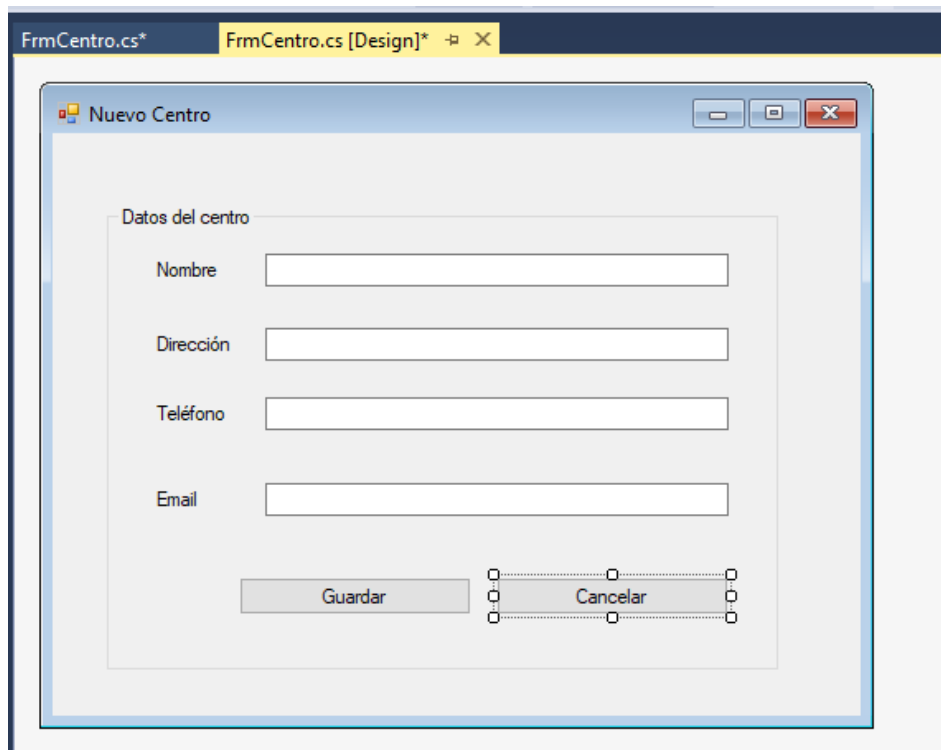 FrmCentro.cs* FrmCentro.cs [Design]*
Nuevo Centro
Datos del centro
Nombre
Dirección
Teléfono
Email
Guardar Cancelar